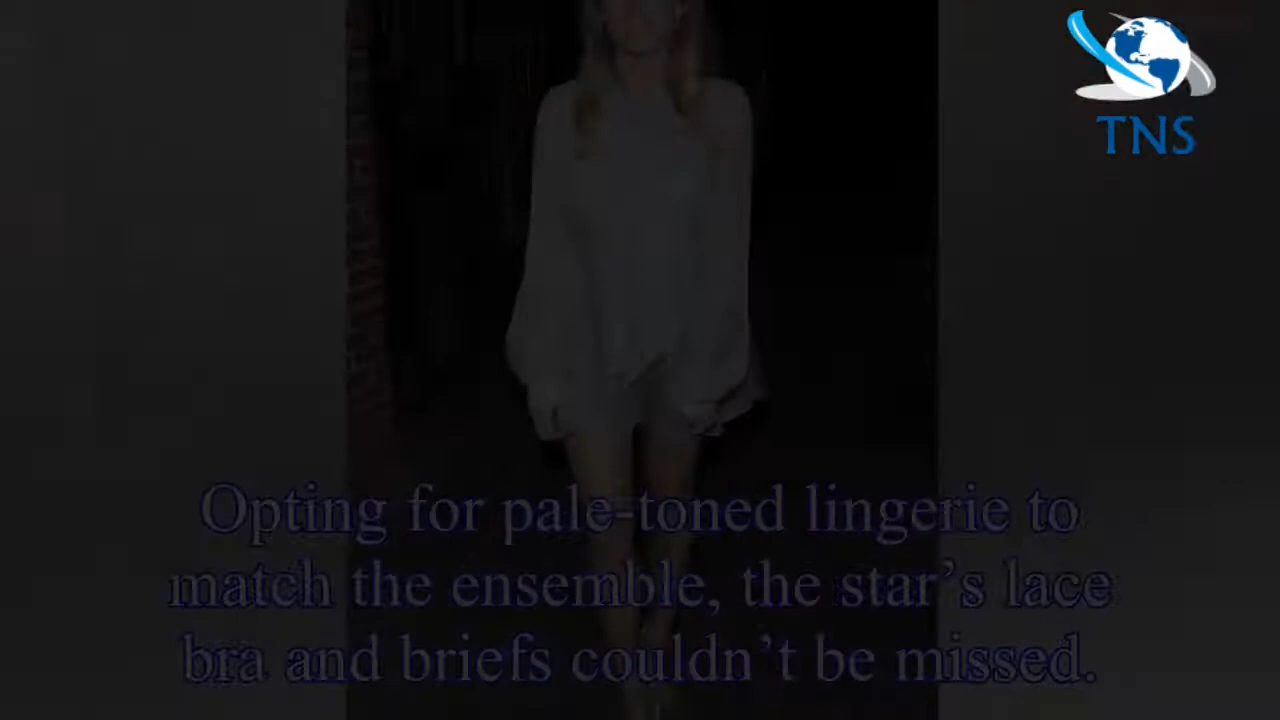 TNS
Opting for pale-toned lingerie to
match the ensemble, the star’s lace
bra and briefs couldn’t be missed.